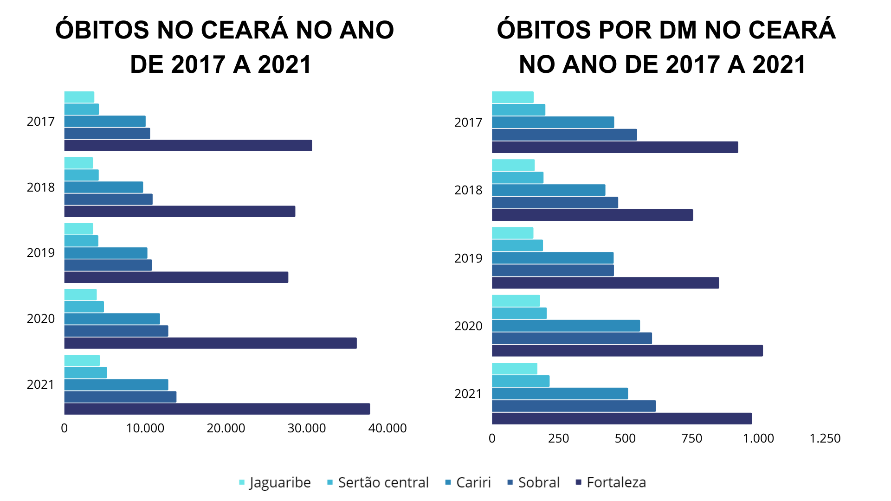 ÓBITOS NO CEARÁ NO ANO
DE 2017 A 2021
2017
2018
2019
2020
2021
0 10.000 20.000 30.000 40.000
ÓBITOS POR DM NO CEARÁ
NO ANO DE 2017 A 2021
2017
2018
2019
2020
2021
0 250 500 750 1.000 1.250
Jaguaribe Sertão central Cariri Sobral Fortaleza